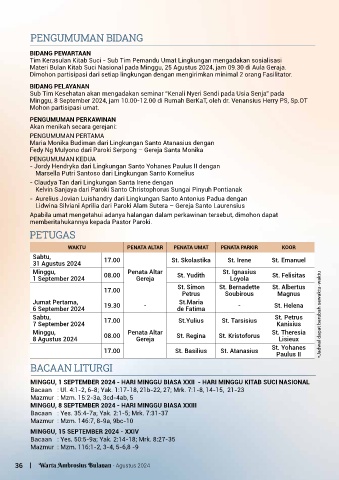 PENGUMUMAN BIDANG
BIDANG PEWARTAAN
Tim Kerasulan Kitab Suci - Sub Tim Pemandu Umat Lingkungan mengadakan sosialisasi
Materi Bulan Kitab Suci Nasional pada Minggu, 25 Agustus 2024, jam 09.30 di Aula Gereja.
Dimohon partisipasi dari setiap lingkungan dengan mengirimkan minimal 2 orang Fasilitator.
BIDANG PELAYANAN
Sub Tim Kesehatan akan mengadakan seminar "Kenali Nyeri Sendi pada Usia Senja" pada
Minggu, 8 September 2024, jam 10.00-12.00 di Rumah BerKaT, oleh dr. Venansius Herry PS, Sp.OT
Mohon partisipasi umat.
PENGUMUMAN PERKAWINAN
Akan menikah secara gerejani:
PENGUMUMAN PERTAMA
Maria Monika Budiman dari Lingkungan Santo Atanasius dengan
Fedy Ng Mulyono dari Paroki Serpong – Gereja Santa Monika
PENGUMUMAN KEDUA
- Jordy Hendryka dari Lingkungan Santo Yohanes Paulus II dengan
Marsella Putri Santoso dari Lingkungan Santo Kornelius
- Claudya Tan dari Lingkungan Santa Irene dengan
Kelvin Sanjaya dari Paroki Santo Christophorus Sungai Pinyuh Pontianak
- Aurelius Jovian Luishandry dari Lingkungan Santo Antonius Padua dengan
Lidwina Silviani Aprilia dari Paroki Alam Sutera – Gereja Santo Laurensius
Apabila umat mengetahui adanya halangan dalam perkawinan tersebut, dimohon dapat
memberitahukannya kepada Pastor Paroki.
PETUGAS
WAKTU PENATA ALTAR PENATA UMAT PENATA PARKIR KOOR
Sabtu, 31 Agustus 2024 17.00 St. Skolastika St. Irene St. Emanuel
Minggu, 1 September 2024 08.00 Penata Altar Gereja St. Yudith St. Ignasius Loyola St. Felisitas
17.00 St. Simon Petrus St. Bernadette Soubirous St. Albertus Magnus
Jumat Pertama, 6 September 2024 19.30 - St.Maria de Fatima - St. Helena
Sabtu, 7 September 2024 17.00 St.Yulius St. Tarsisius St. Petrus Kanisius
Minggu, 8 Agustus 2024 08.00 Penata Altar Gereja St. Regina St. Kristoforus St. Theresia Lisieux
17.00 St. Basilius St. Atanasius St. Yohanes Paulus II
*Jadwal dapat berubah sewaktu-waktu
BACAAN LITURGI
MINGGU, 1 SEPTEMBER 2024 - HARI MINGGU BIASA XXII - HARI MINGGU KITAB SUCI NASIONAL
Bacaan : Ul. 4:1-2, 6-8; Yak. 1:17-18, 21b-22, 27; Mrk. 7:1-8, 14-15, 21-23
Mazmur : Mzm. 15:2-3a, 3cd-4ab, 5
MINGGU, 8 SEPTEMBER 2024 - HARI MINGGU BIASA XXIII
Bacaan : Yes. 35:4-7a; Yak. 2:1-5; Mrk. 7:31-37
Mazmur : Mzm. 146:7, 8-9a, 9bc-10
MINGGU, 15 SEPTEMBER 2024 - XXIV
Bacaan : Yes. 50:5-9a; Yak. 2:14-18; Mrk. 8:27-35
Mazmur : Mzm. 116:1-2, 3-4, 5-6,8 -9
36 | Warta Ambrosius Bulanan - Agustus 2024